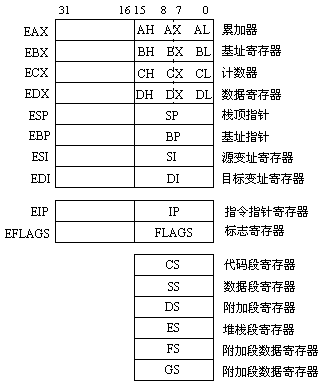 31 16 15 8 7 0
EAX AH AX AL 累加器
EBX BH BX BL 基址寄存器
ECX CH CX CL 计数器
EDX DH DX DL 数据寄存器
ESP SP 栈顶指针
EBP BP 基址指针
ESI SI 源变址寄存器
EDI DI 目标变址寄存器
EIP IP 指令指针寄存器
EFLAGS FLAGS 标志寄存器
CS 代码段寄存器
SS 数据段寄存器
DS 附加段寄存器
ES 堆栈段寄存器
FS 附加段数据寄存器
GS 附加段数据寄存器